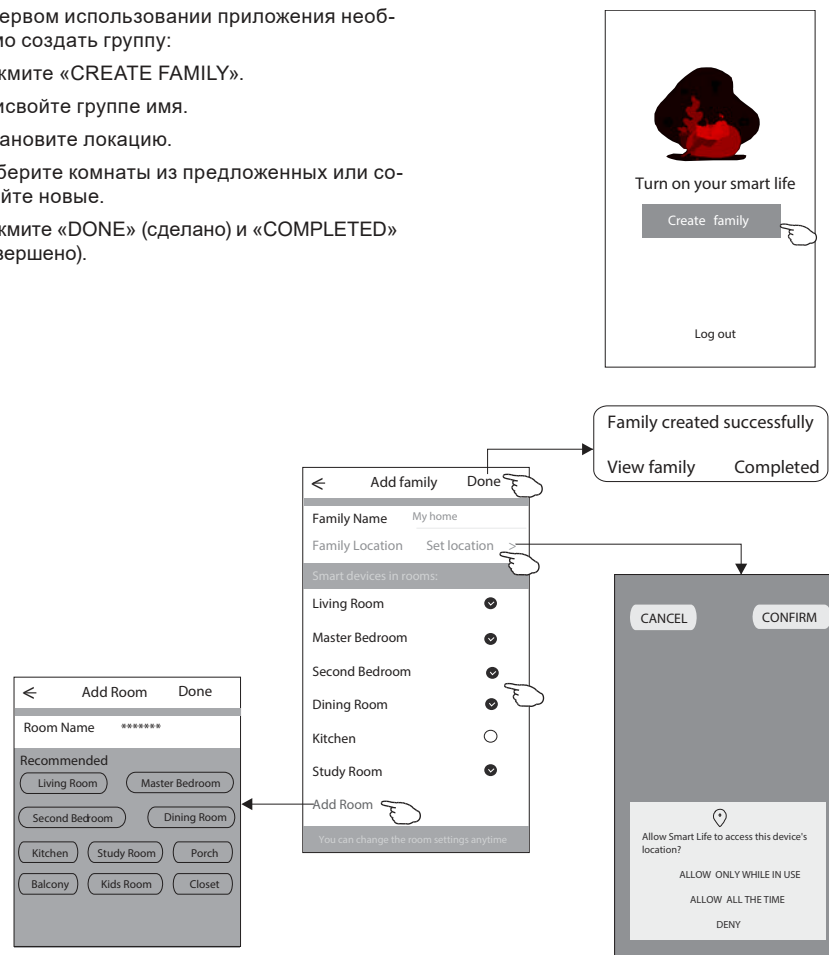 ервом использовании приложения необ-
мо создать группу:
жмите «CREATE FAMILY».
исвойте группе имя.
ановите локацию.
берите комнаты из предложенных или со-
йте новые.
жмите «DONE» (сделано) и «COMPLETED»
вершено).
Turn on your smart life
Create family
Log out
Family created successfully
View family Completed
Add family Done
Family Name My home
Family Location Set location >
Smart devices in rooms:
Living Room
Master Bedroom
Second Bedroom
Dining Room
Kitchen
Study Room
Add Room
You can change the room settings anytime
CANCEL CONFIRM
Allow Smart Life to access this device's
location?
ALLOW ONLY WHILE IN USE
ALLOW ALL THE TIME
DENY
Add Room Done
Room Name *******
Recommended
Living Room Master Bedroom
Second Bedroom Dining Room
Kitchen Study Room Porch
Balcony Kids Room Closet